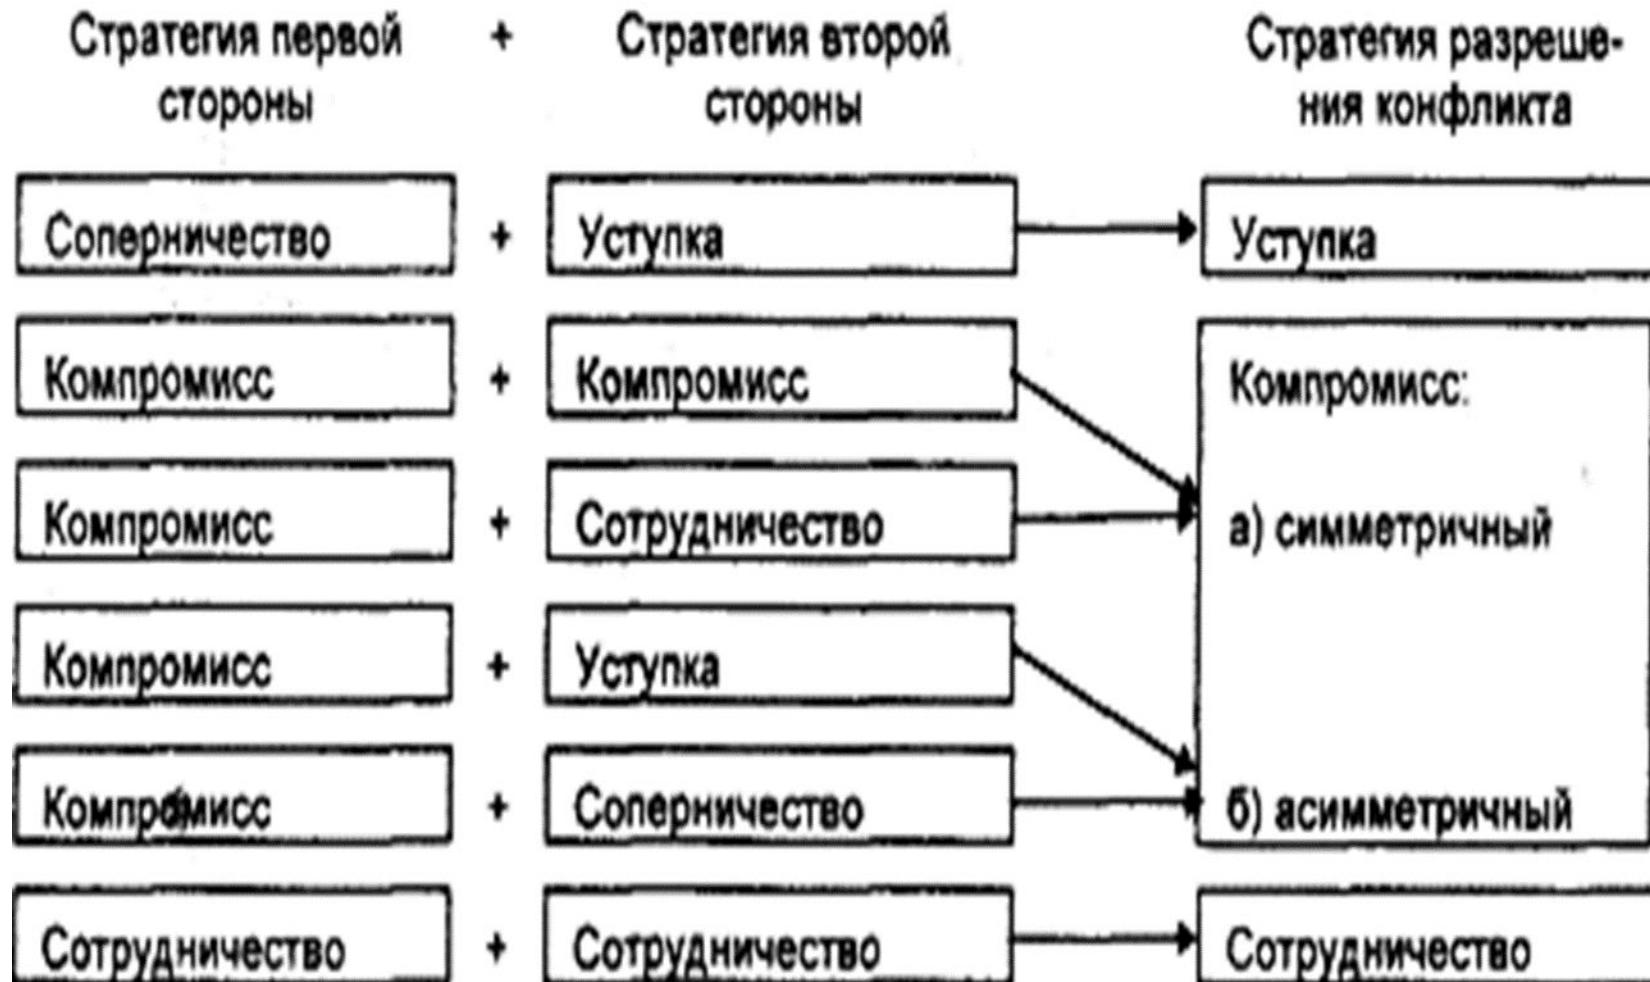 Стратегия первой + Стратегия второй Стратегия разреше-
стороны стороны ния конфликта
Соперничество + Уступка Уступка
Компромисс + Компромисс Компромисс:
Компромисс + Сотрудничество а) симметричный
Компромисс + Уступка
Компромисс + Соперничество б) асимметричный
Сотрудничество + Сотрудничество Сотрудничество